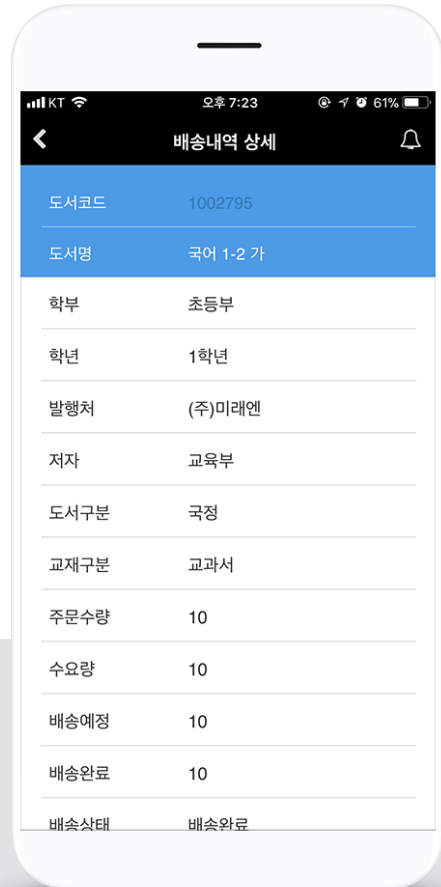 KT 오후 7:23 61%
배송내역 상세
도서코드 1002795
도서명 국어 1-2 가
학부 초등부
학년 1학년
발행처 (주)미래엔
저자 교육부
도서구분 국정
교재구분 교과서
주문수량 10
수요량 10
배송예정 10
배송완료 10
배송상태 배송완료